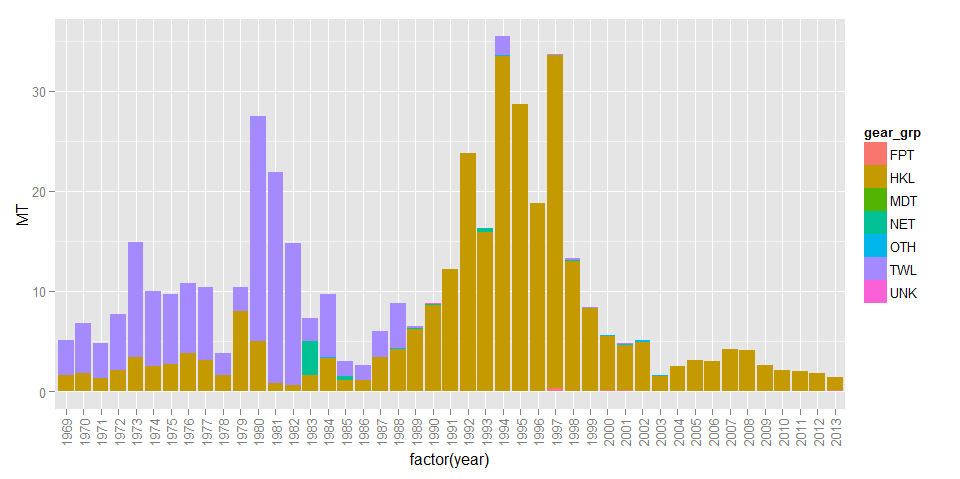 MT
30
20
10
0
1969 1970 1971 1972 1973 1974 1975 1976 1977 1978 1979 1980 1981 1982 1983 1984 1985 1986 1987 1988 1989 1990 1991 1992 1993 1994 1995 1996 1997 1998 1999 2000 2001 2002 2003 2004 2005 2006 2007 2008 2009 2010 2011 2012 2013
factor(year)
gear_grp
FPT
HKL
MDT
NET
OTH
TWL
UNK